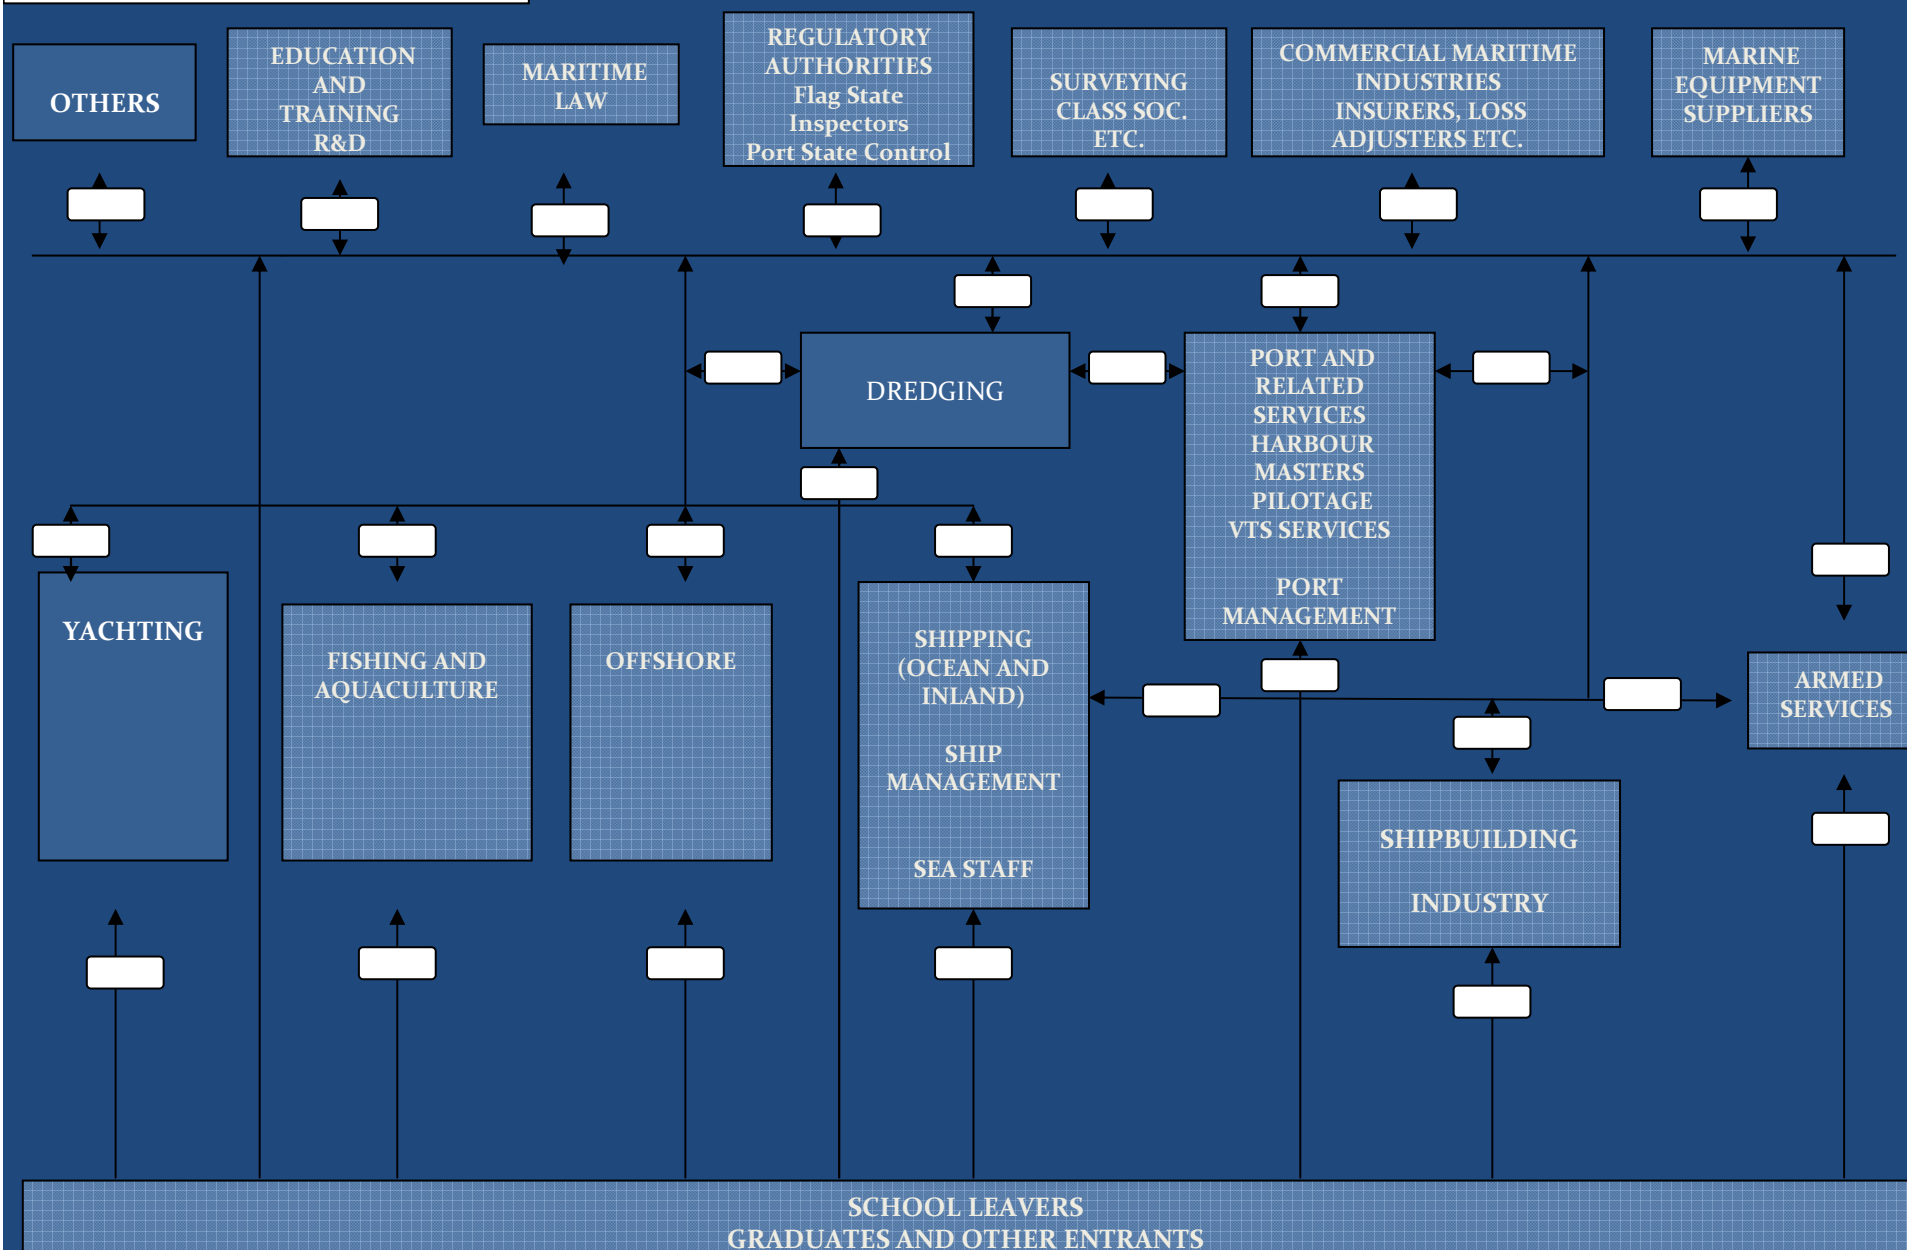 OTHERS
EDUCATION
AND
TRAINING
R&D
MARITIME
LAW
REGULATORY
AUTHORITIES
Flag State
Inspectors
Port State Control
SURVEYING
CLASS SOC.
ETC.
COMMERCIAL MARITIME
INDUSTRIES
INSURERS, LOSS
ADJUSTERS ETC.
MARINE
EQUIPMENT
SUPPLIERS
DREDGING
PORT AND
RELATED
SERVICES
HARBOUR
MASTERS
PILOTAGE
VTS SERVICES
PORT
MANAGEMENT
YACHTING
FISHING AND
AQUACULTURE
OFFSHORE
SHIPPING
(OCEAN AND
INLAND)
SHIP
MANAGEMENT
SEA STAFF
ARMED
SERVICES
SHIPBUILDING
INDUSTRY
SCHOOL LEAVERS
GRADUATES AND OTHER ENTRANTS